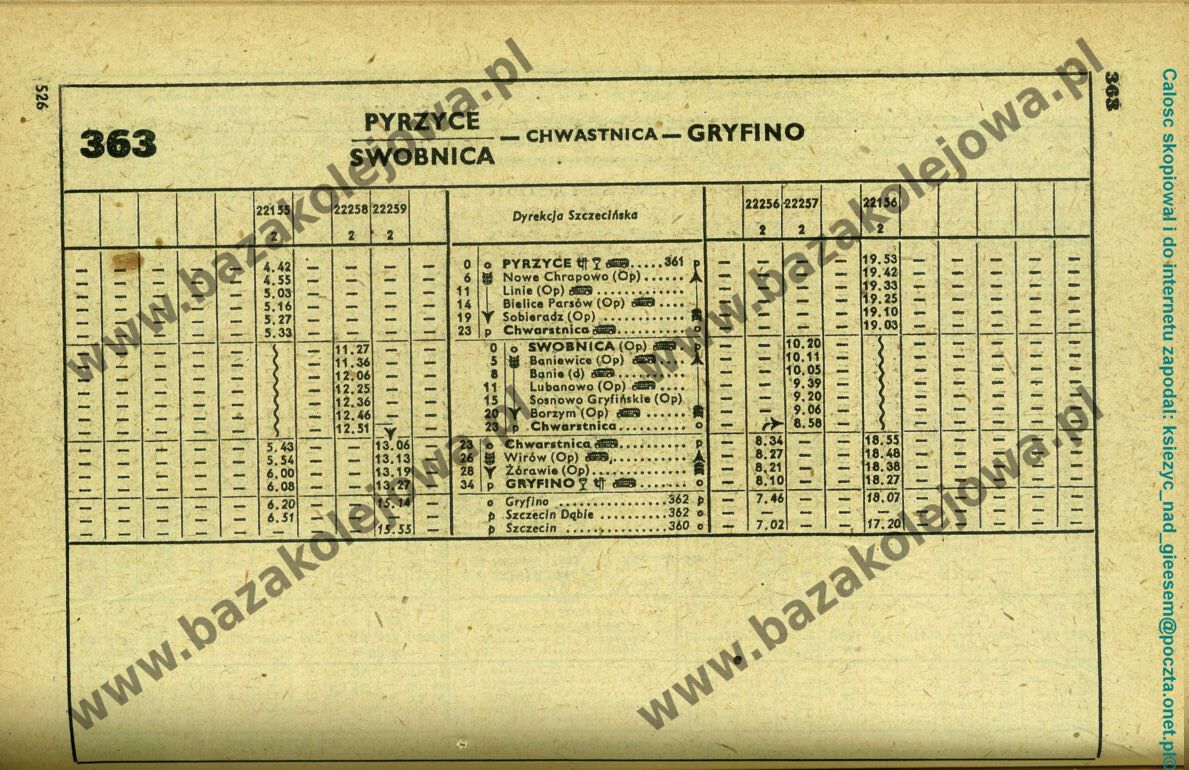 526
363
363
PYRZYCE
SWOBNICA
— CHWASTNICA — GRYFINO
22155 22258 22259 Dyrekcja Szczecińska 22256 22257 22156
2 2 2 2 2 2
4.42 0 o PYRZYCE ..... 361 p 19.53
4.55 6 Nowe Chrapowo (Op) ...... 19.42
5.03 11 Linie (Op) ............ 19.33
5.16 14 Bielice Parsów (Op) .... 19.25
5.27 19 Sobieradz (Op) .......... 19.10
5.33 23 p Chwarstnica .......... o 19.03
11.27 0 o SWOBNICA (Op) p 10.20
11.36 5 Baniewice (Op) .... 10.11
12.06 8 Banie (d) .......... 10.05
12.25 11 Lubanowo (Op) .... 9.39
12.36 15 Sosnowo Gryfińskie (Op) 9.20
12.46 20 Borzym (Op) ...... 9.06
12.51 23 o Chwarstnica ............ o 8.58
5.43 13.06 23 o Chwarstnica .......... p 8.34 18.55
5.54 13.13 26 Wirów (Op) .......... 8.27 18.48
6.00 13.19 28 Żórawie (Op) ............ 8.21 18.38
6.08 13.27 34 p GRYFINO ........ o 8.10 18.27
6.20 15.14 o Gryfino ................ 362 p 7.46 18.07
6.51 p Szczecin Dąbie .......... 362 o
15.55 p Szczecin ............... 360 o 7.02 17.20
www.bazakolejowa.pl
www.bazakolejowa.pl
www.bazakolejowa.pl
www.bazakolejowa.pl
Calosc skopiowal i do internetu zapodal: ksiezyc_nad_gieesem@poczta.onet.pl©